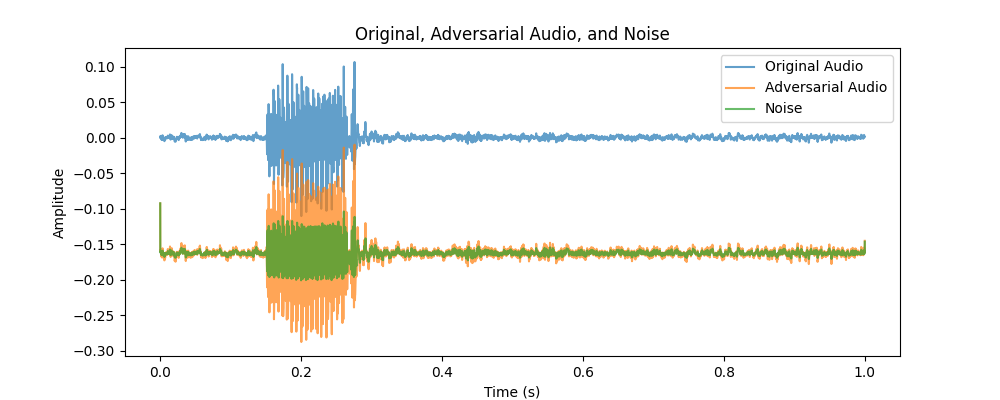 Original, Adversarial Audio, and Noise
Original Audio
Adversarial Audio
Noise
0.10
0.05
0.00
−0.05
−0.10
−0.15
−0.20
−0.25
−0.30
Amplitude
0.0 0.2 0.4 0.6 0.8 1.0
Time (s)